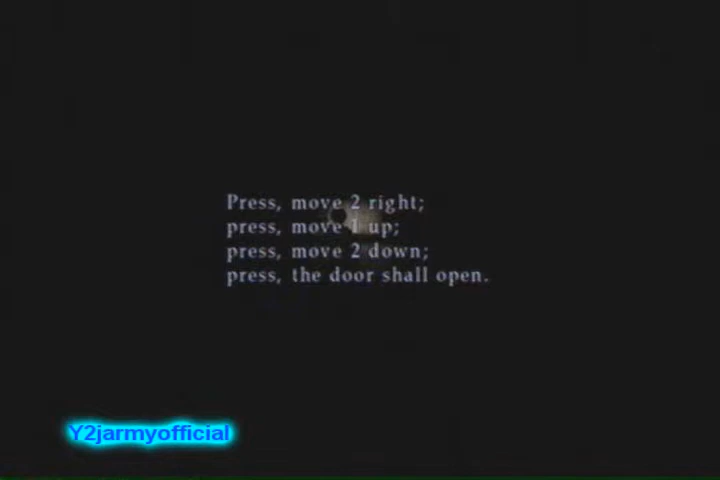 Press, move 2 right;
press, move 1 up;
press, move 2 down;
press, the door shall open.
Y2jarmyofficial